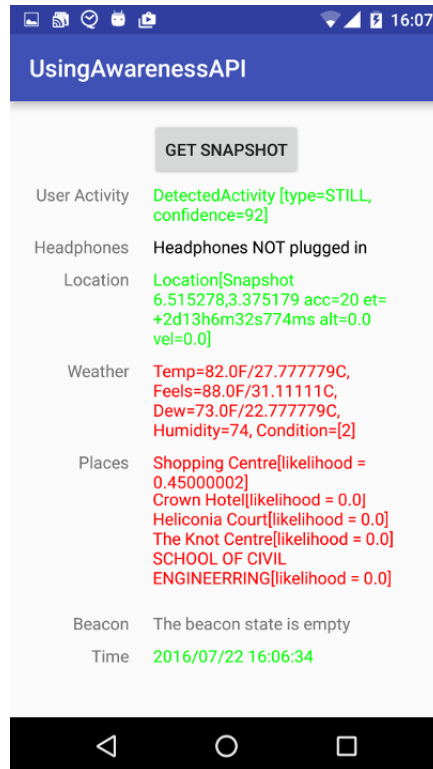 16:07
UsingAwarenessAPI
GET SNAPSHOT
User Activity
DetectedActivity [type=STILL,
confidence=92]
Headphones
Headphones NOT plugged in
Location
Location[Snapshot
6.515278,3.375179 acc=20 et=
+2d13h6m32s774ms alt=0.0
vel=0.0]
Weather
Temp=82.0F/27.777779C,
Feels=88.0F/31.11111C,
Dew=73.0F/22.777779C,
Humidity=74, Condition=[2]
Places
Shopping Centre[likelihood =
0.45000002]
Crown Hotel[likelihood = 0.0]
Heliconia Court[likelihood = 0.0]
The Knot Centre[likelihood = 0.0]
SCHOOL OF CIVIL
ENGINEERRING[likelihood = 0.0]
Beacon
The beacon state is empty
Time
2016/07/22 16:06:34